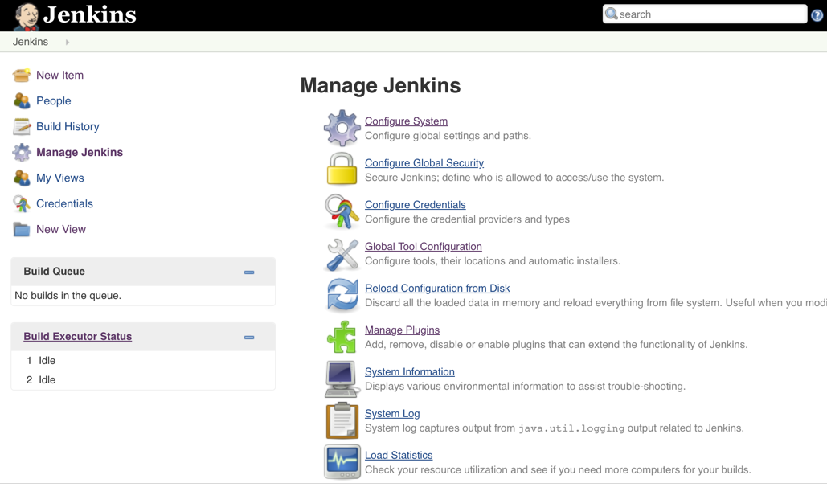 Jenkins
search
Jenkins
New Item
People
Build History
Manage Jenkins
My Views
Credentials
New View
Build Queue
No builds in the queue.
Build Executor Status
1 Idle
2 Idle
Manage Jenkins
Configure System
Configure global settings and paths.
Configure Global Security
Secure Jenkins; define who is allowed to access/use the system.
Configure Credentials
Configure the credential providers and types
Global Tool Configuration
Configure tools, their locations and automatic installers.
Reload Configuration from Disk
Discard all the loaded data in memory and reload everything from file system. Useful when you modi
Manage Plugins
Add, remove, disable or enable plugins that can extend the functionality of Jenkins.
System Information
Displays various environmental information to assist trouble-shooting.
System Log
System log captures output from java.util.logging output related to Jenkins.
Load Statistics
Check your resource utilization and see if you need more computers for your builds.